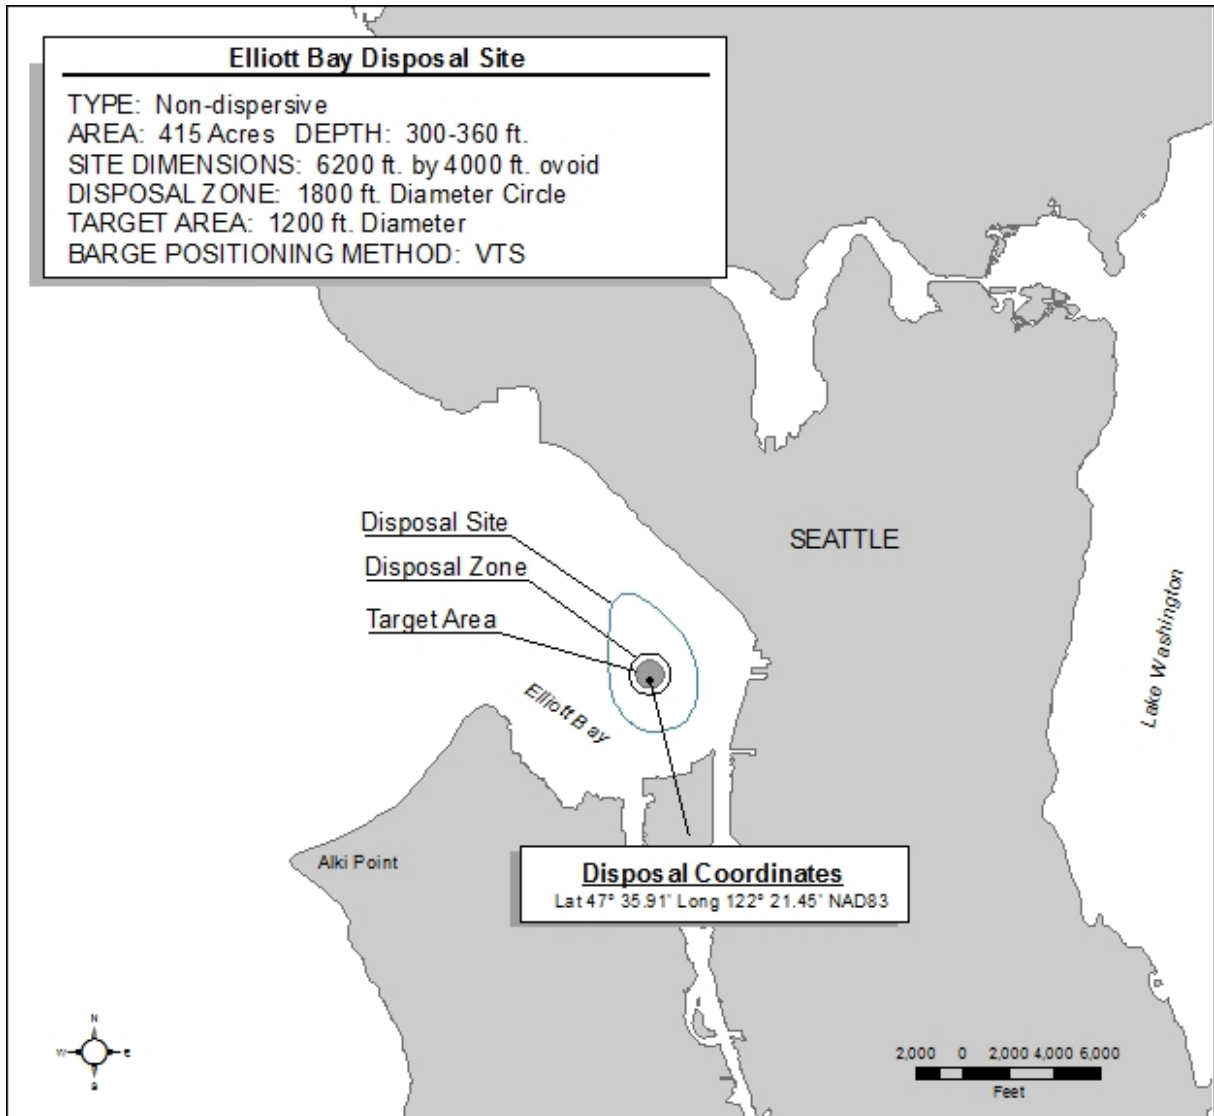 Elliott Bay Disposal Site
TYPE: Non-dispersive
AREA: 415 Acres DEPTH: 300-360 ft.
SITE DIMENSIONS: 6200 ft. by 4000 ft. ovoid
DISPOSAL ZONE: 1800 ft. Diameter Circle
TARGET AREA: 1200 ft. Diameter
BARGE POSITIONING METHOD: VTS
Disposal Site
SEATTLE
Disposal Zone
Target Area
Lake Washington
Elliott Bay
Alki Point
Disposal Coordinates
Lat 47° 35.91' Long 122° 21.45' NAD83
N
W E
S
2,000 0 2,000 4,000 6,000
Feet